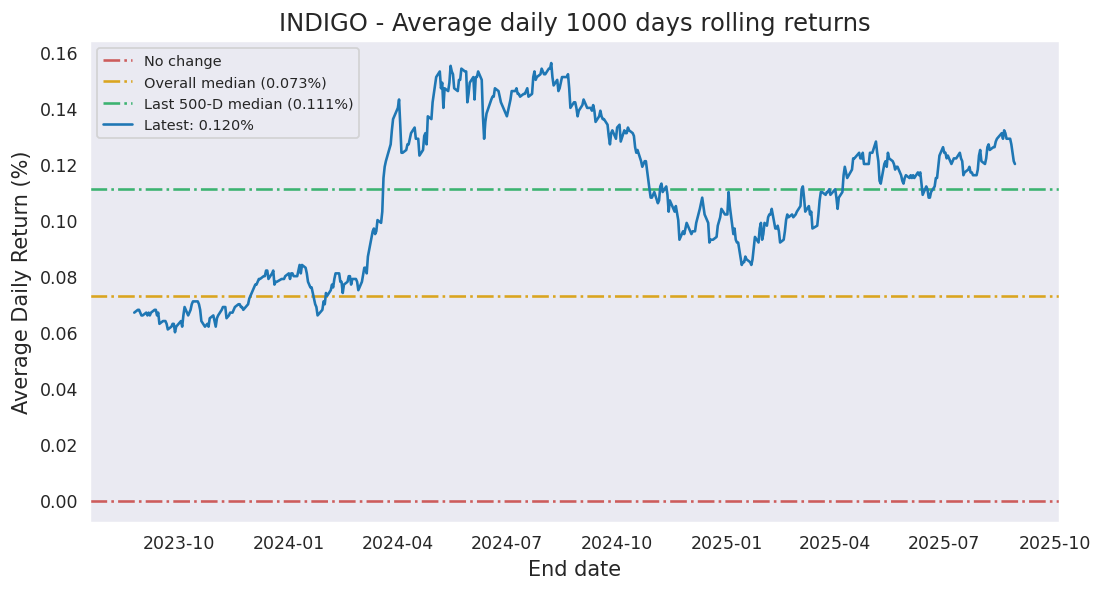 INDIGO - Average daily 1000 days rolling returns
No change
Overall median (0.073%)
Last 500-D median (0.111%)
Latest: 0.120%
Average Daily Return (%)
0.16
0.14
0.12
0.10
0.08
0.06
0.04
0.02
0.00
2023-10 2024-01 2024-04 2024-07 2024-10 2025-01 2025-04 2025-07 2025-10
End date